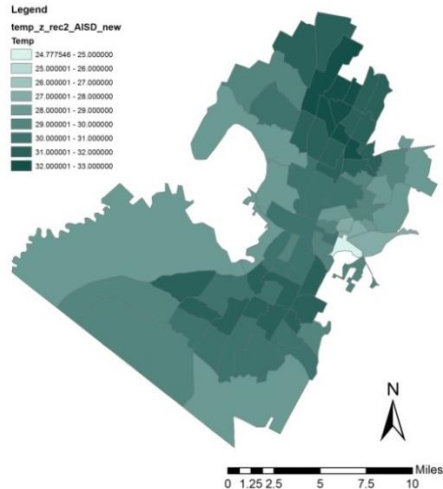 Legend
temp_z_rec2_AISD_new
Temp
24.777546 - 25.000000
25.000001 - 26.000000
26.000001 - 27.000000
27.000001 - 28.000000
28.000001 - 29.000000
29.000001 - 30.000000
30.000001 - 31.000000
31.000001 - 32.000000
32.000001 - 33.000000
N
Miles
0 1.25 2.5 5 7.5 10